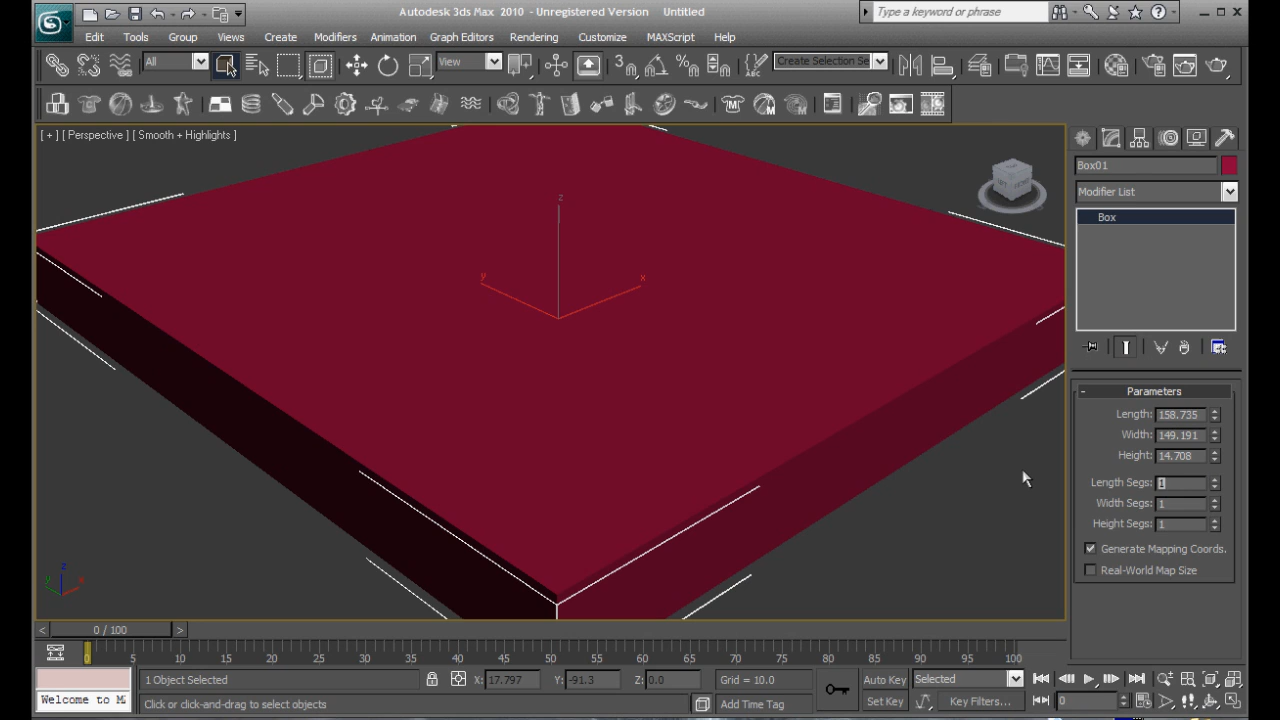 Autodesk 3ds Max 2010 - Unregistered Version Untitled
Type a keyword or phrase
Edit Tools Group Views Create Modifiers Animation Graph Editors Rendering Customize MAXScript Help
All View Create Selection Se
[ + ] [ Perspective ] [ Smooth + Highlights ]
Box01
Modifier List
Box
z
y x
Parameters
Length: 158.735
Width: 149.191
Height: 14.708
Length Segs: 1
Width Segs: 1
Height Segs: 1
Generate Mapping Coords.
Real-World Map Size
z
y x
< 0 / 100 >
0 5 10 15 20 25 30 35 40 45 50 55 60 65 70 75 80 85 90 95 100
1 Object Selected X: 17.797 Y: -91.3 Z: 0.0 Grid = 10.0 Auto Key Selected
Welcome to M Click or click-and-drag to select objects Add Time Tag Set Key Key Filters... 0